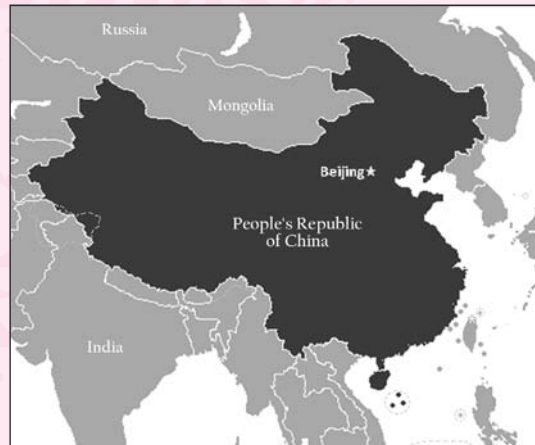 Russia
Mongolia
Beijing
People's Republic
of China
India